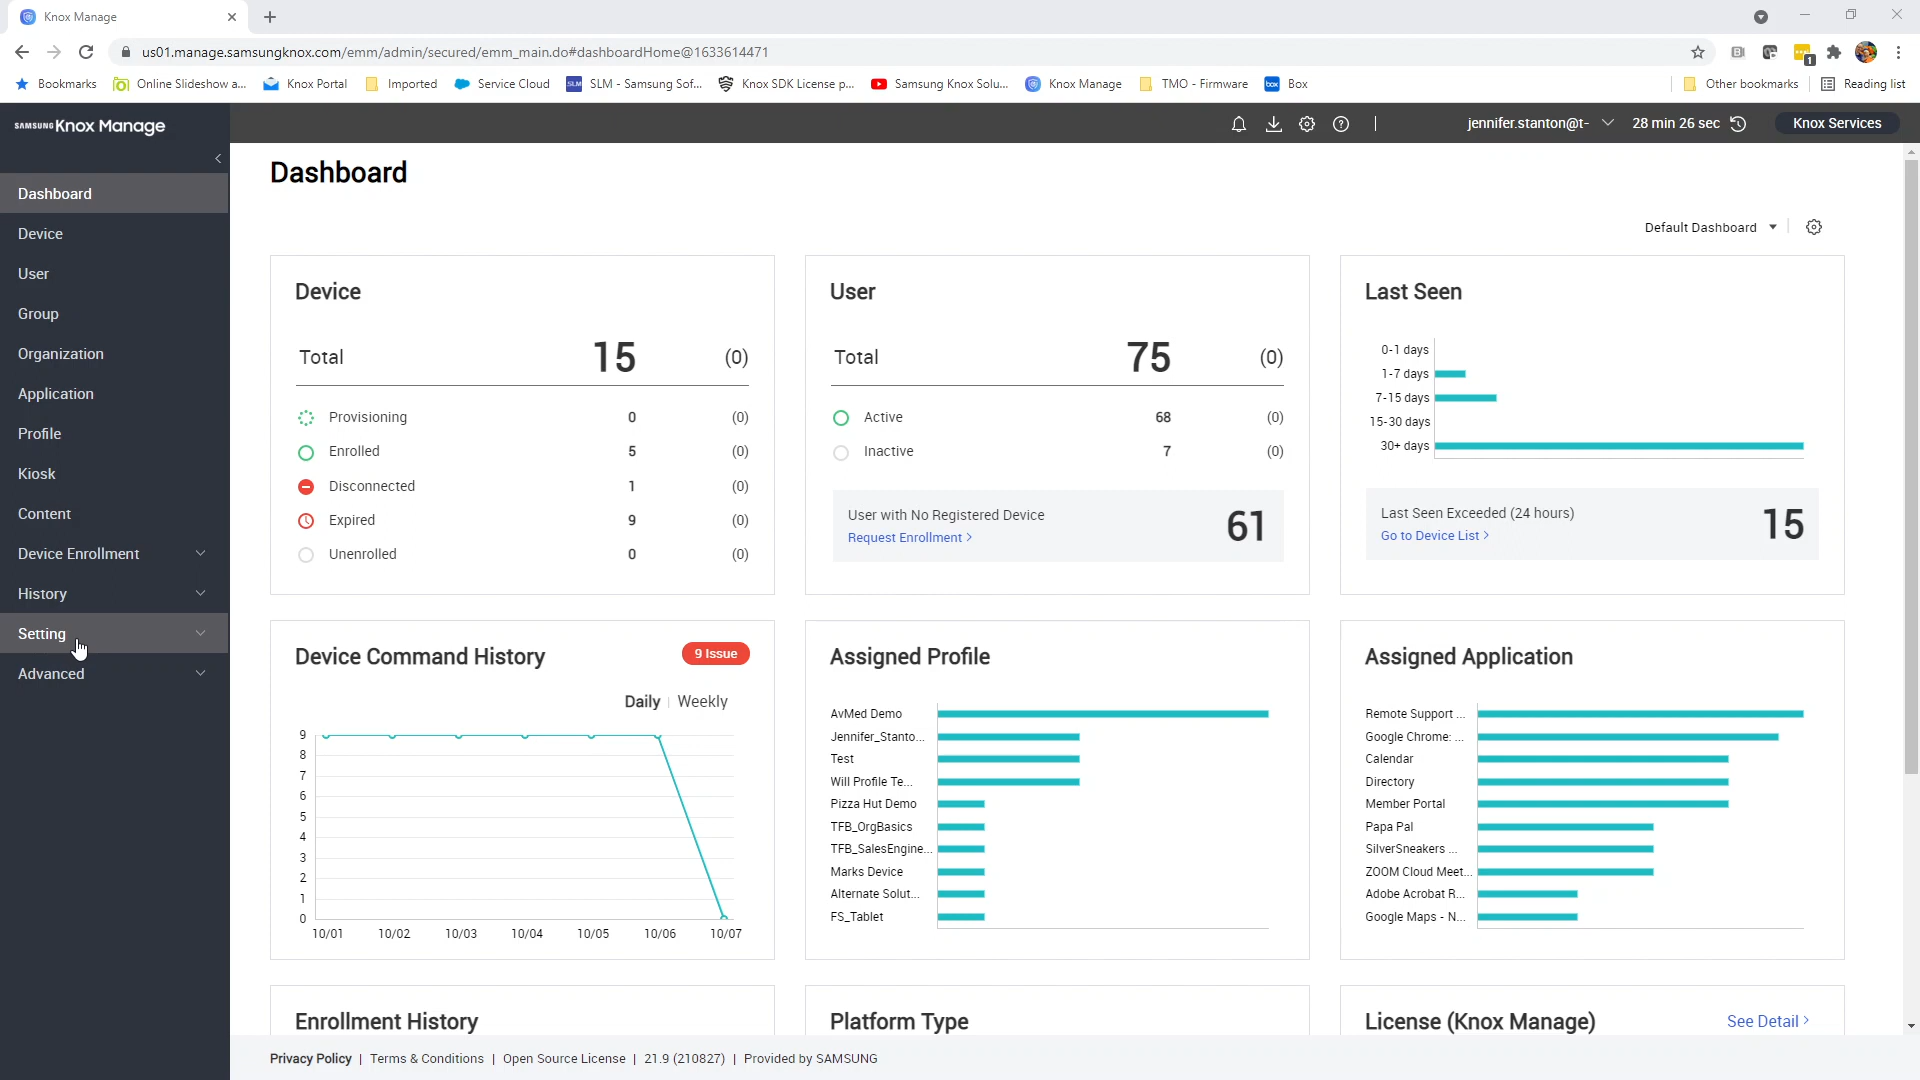 Knox Manage
us01.manage.samsungknox.com/emm/admin/secured/emm_main.do#dashboardHome@1633614471
1
Bookmarks
Online Slideshow a...
Knox Portal
Imported
Service Cloud
SLM
SLM - Samsung Sof...
Knox SDK License p...
Samsung Knox Solu...
Knox Manage
TMO - Firmware
box
Box
Other bookmarks
Reading list
SAMSUNG Knox Manage
jennifer.stanton@t-
28 min 26 sec
Knox Services
Dashboard
Device
User
Group
Organization
Application
Profile
Kiosk
Content
Device Enrollment
History
Setting
Advanced
Dashboard
Default Dashboard
Device
Total 15 (0)
Provisioning 0 (0)
Enrolled 5 (0)
Disconnected 1 (0)
Expired 9 (0)
Unenrolled 0 (0)
User
Total 75 (0)
Active 68 (0)
Inactive 7 (0)
User with No Registered Device
Request Enrollment >
61
Last Seen
0-1 days
1-7 days
7-15 days
15-30 days
30+ days
Last Seen Exceeded (24 hours)
Go to Device List >
15
Device Command History
9 Issue
Daily | Weekly
9
8
7
6
5
4
3
2
1
0
10/01 10/02 10/03 10/04 10/05 10/06 10/07
Assigned Profile
AvMed Demo
Jennifer_Stanto...
Test
Will Profile Te...
Pizza Hut Demo
TFB_OrgBasics
TFB_SalesEngine...
Marks Device
Alternate Solut...
FS_Tablet
Assigned Application
Remote Support ...
Google Chrome: ...
Calendar
Directory
Member Portal
Papa Pal
SilverSneakers ...
ZOOM Cloud Meet...
Adobe Acrobat R...
Google Maps - N...
Enrollment History
Platform Type
License (Knox Manage)
See Detail >
Privacy Policy | Terms & Conditions | Open Source License | 21.9 (210827) | Provided by SAMSUNG